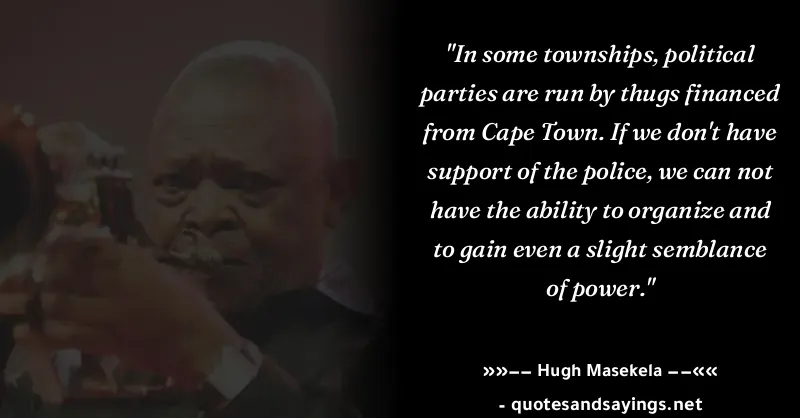 "In some townships, political
parties are run by thugs financed
from Cape Town. If we don't have
support of the police, we can not
have the ability to organize and
to gain even a slight semblance
of power."
»»−− Hugh Masekela −−««
- quotesandsayings.net